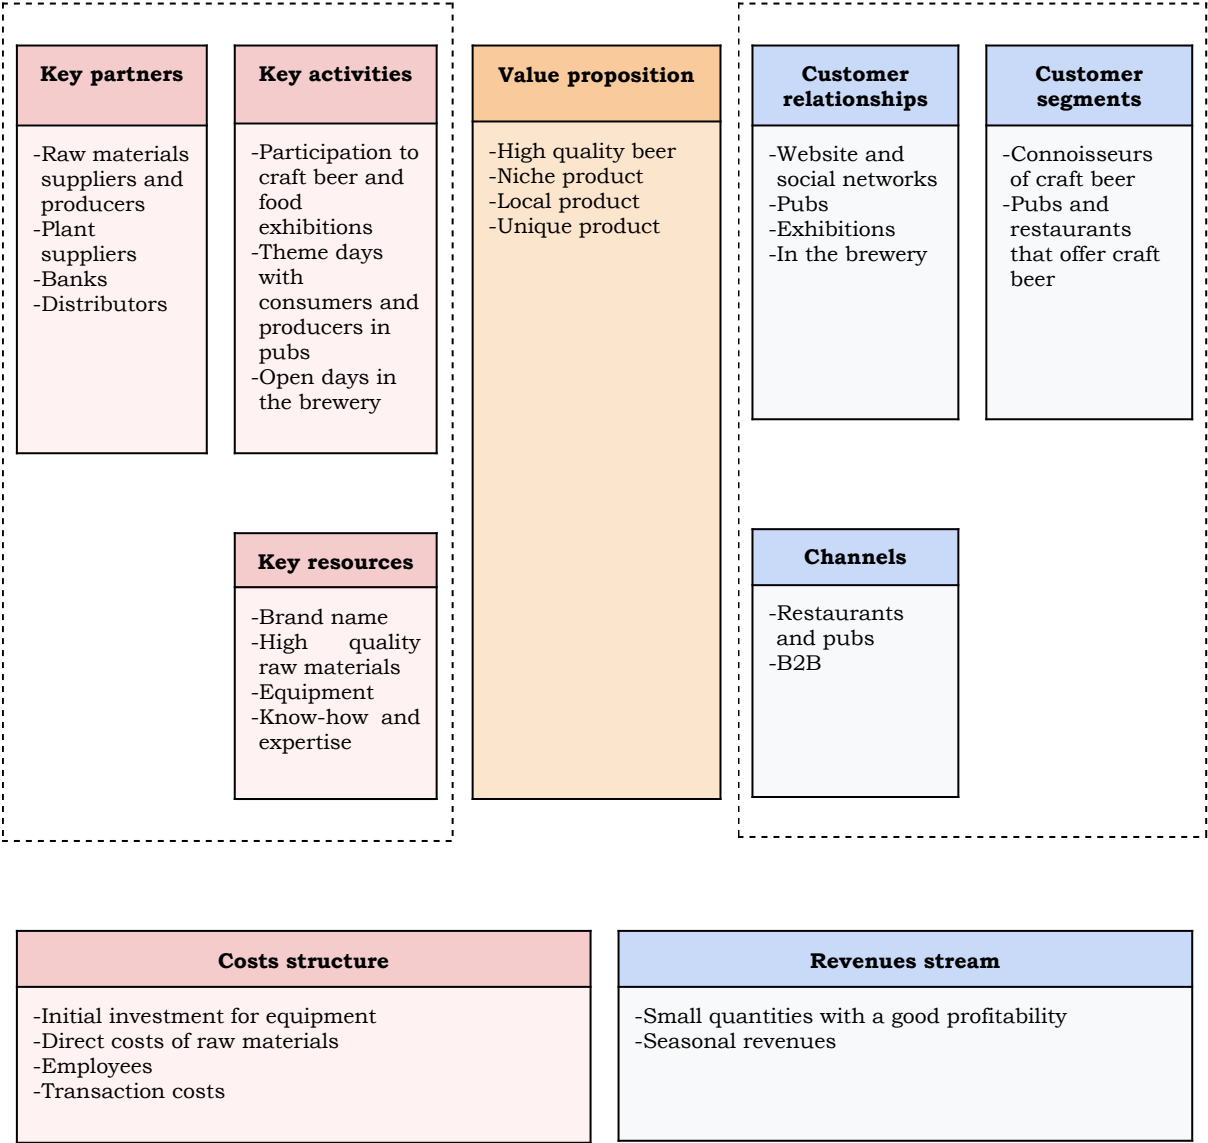 Key partners
-Raw materials
suppliers and
producers
-Plant
suppliers
-Banks
-Distributors
Key activities
-Participation to
craft beer and
food
exhibitions
-Theme days
with
consumers and
producers in
pubs
-Open days in
the brewery
Key resources
-Brand name
-High quality
raw materials
-Equipment
-Know-how and
expertise
Value proposition
-High quality beer
-Niche product
-Local product
-Unique product
Customer
relationships
-Website and
social networks
-Pubs
-Exhibitions
-In the brewery
Channels
-Restaurants
and pubs
-B2B
Customer
segments
-Connoisseurs
of craft beer
-Pubs and
restaurants
that offer craft
beer
Costs structure
-Initial investment for equipment
-Direct costs of raw materials
-Employees
-Transaction costs
Revenues stream
-Small quantities with a good profitability
-Seasonal revenues